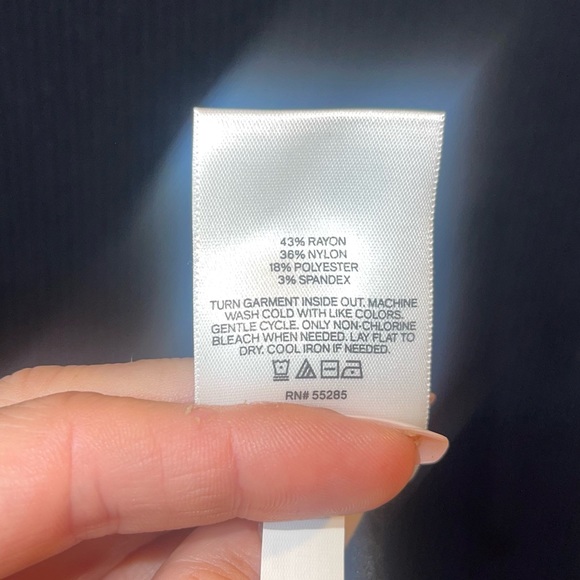 43% RAYON
36% NYLON
18% POLYESTER
3% SPANDEX
TURN GARMENT INSIDE OUT. MACHINE
WASH COLD WITH LIKE COLORS.
GENTLE CYCLE. ONLY NON-CHLORINE
BLEACH WHEN NEEDED. LAY FLAT TO
DRY. COOL IRON IF NEEDED.
RN# 55285